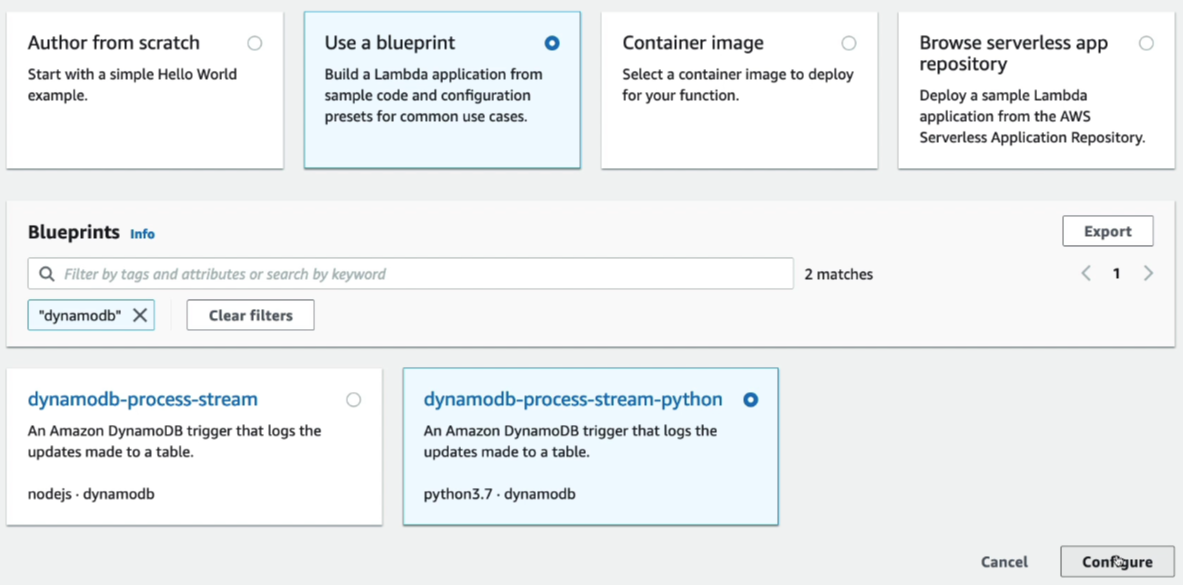 Author from scratch
Start with a simple Hello World
example.
Use a blueprint
Build a Lambda application from
sample code and configuration
presets for common use cases.
Container image
Select a container image to deploy
for your function.
Browse serverless app
repository
Deploy a sample Lambda
application from the AWS
Serverless Application Repository.
Blueprints Info
Export
Filter by tags and attributes or search by keyword
2 matches
1
"dynamodb"
Clear filters
dynamodb-process-stream
An Amazon DynamoDB trigger that logs the
updates made to a table.
nodejs · dynamodb
dynamodb-process-stream-python
An Amazon DynamoDB trigger that logs the
updates made to a table.
python3.7 · dynamodb
Cancel
Configure